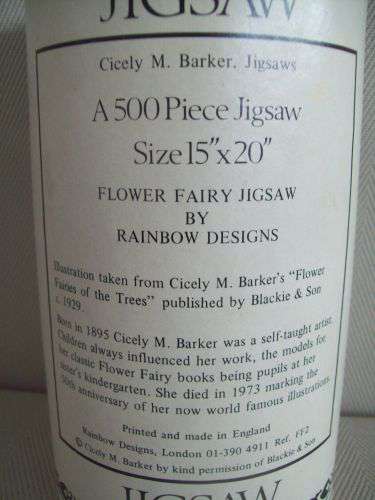 JIGSAW
Cicely M. Barker. Jigsaws
A 500 Piece Jigsaw
Size 15"x20"
FLOWER FAIRY JIGSAW
BY
RAINBOW DESIGNS
Illustration taken from Cicely M. Barker's "Flower
Fairies of the Trees" published by Blackie & Son
c. 1929
Born in 1895 Cicely M. Barker was a self-taught artist.
Children always influenced her work, the models for
her classic Flower Fairy books being pupils at her
sister's kindergarten. She died in 1973 marking the
50th anniversary of her now world famous illustrations.
Printed and made in England
Rainbow Designs, London 01-390 4911 Ref. FF2
© Cicely M. Barker by kind permission of Blackie & Son
JIGSAW